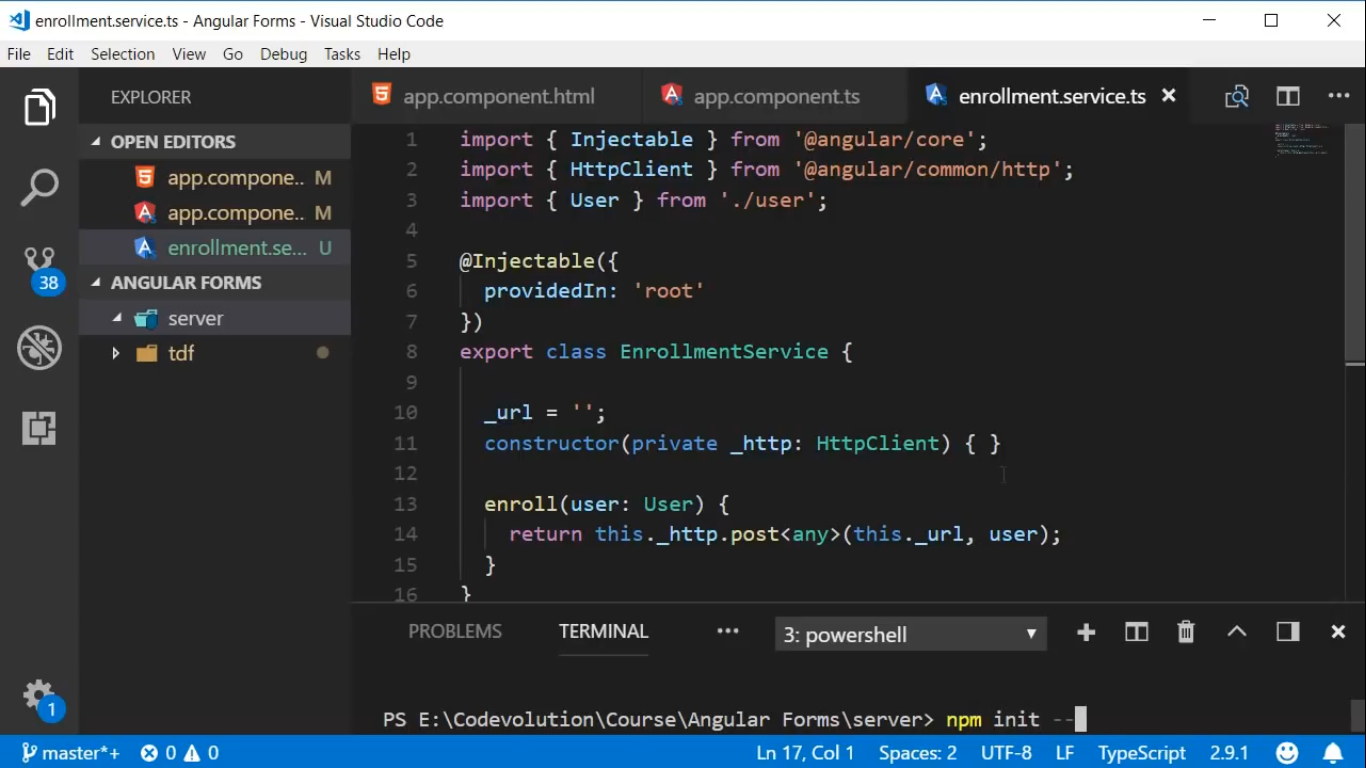 enrollment.service.ts - Angular Forms - Visual Studio Code
File Edit Selection View Go Debug Tasks Help
EXPLORER
OPEN EDITORS
app.compone.. M
app.compone.. M
enrollment.se... U
ANGULAR FORMS
server
tdf
38
1
app.component.html app.component.ts enrollment.service.ts
1 import { Injectable } from '@angular/core';
2 import { HttpClient } from '@angular/common/http';
3 import { User } from './user';
4
5 @Injectable({
6 providedIn: 'root'
7 })
8 export class EnrollmentService {
9
10 _url = '';
11 constructor(private _http: HttpClient) { }
12
13 enroll(user: User) {
14 return this._http.post<any>(this._url, user);
15 }
16 }
PROBLEMS TERMINAL ... 3: powershell
PS E:\Codevolution\Course\Angular Forms\server> npm init --
master*+ 0 0 Ln 17, Col 1 Spaces: 2 UTF-8 LF TypeScript 2.9.1